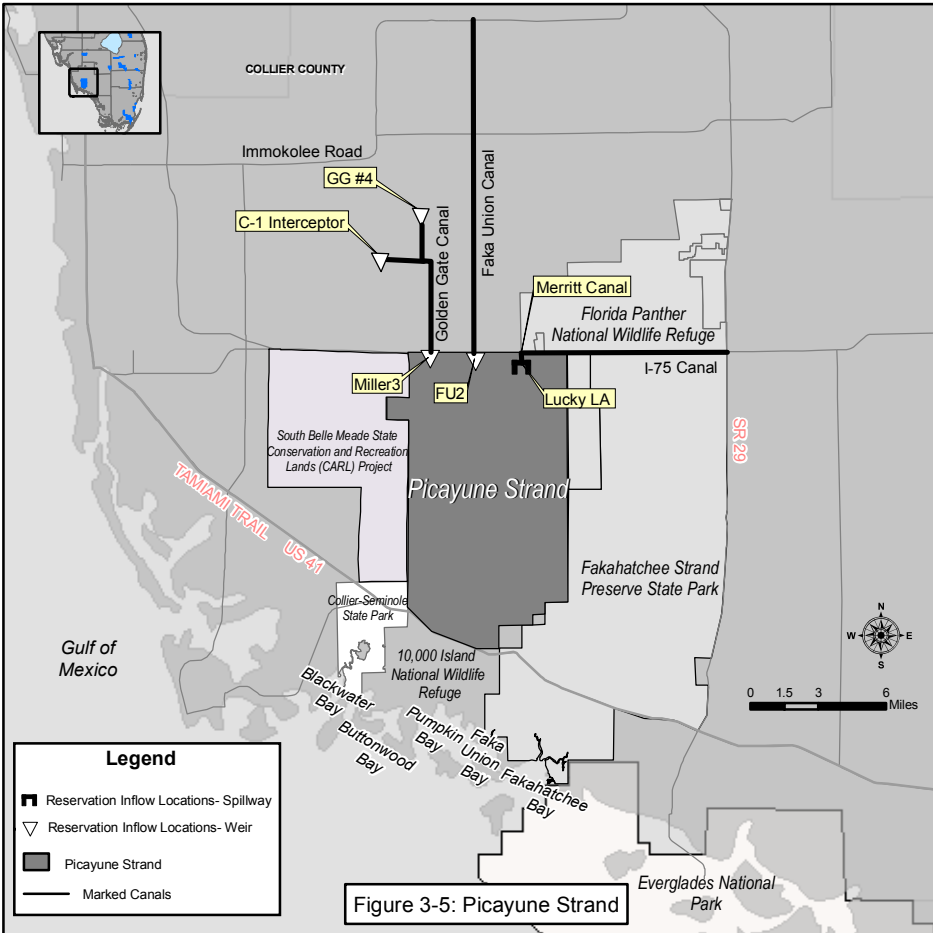 COLLIER COUNTY
Immokolee Road
GG #4
C-1 Interceptor
Golden Gate Canal
Faka Union Canal
Merritt Canal
Florida Panther
National Wildlife Refuge
I-75 Canal
Miller3
FU2
Lucky LA
SR 29
South Belle Meade State
Conservation and Recreation
Lands (CARL) Project
Picayune Strand
TAMIAMI TRAIL US 41
Fakahatchee Strand
Preserve State Park
Collier-Seminole
State Park
Gulf of
Mexico
10,000 Island
National Wildlife
Refuge
N
W
E
S
0 1.5 3 6
Miles
Blackwater
Bay
Buttonwood
Bay
Pumpkin
Bay
Faka
Union
Bay
Fakahatchee
Bay
Legend
Reservation Inflow Locations- Spillway
Reservation Inflow Locations- Weir
Picayune Strand
Marked Canals
Everglades National
Park
Figure 3-5: Picayune Strand